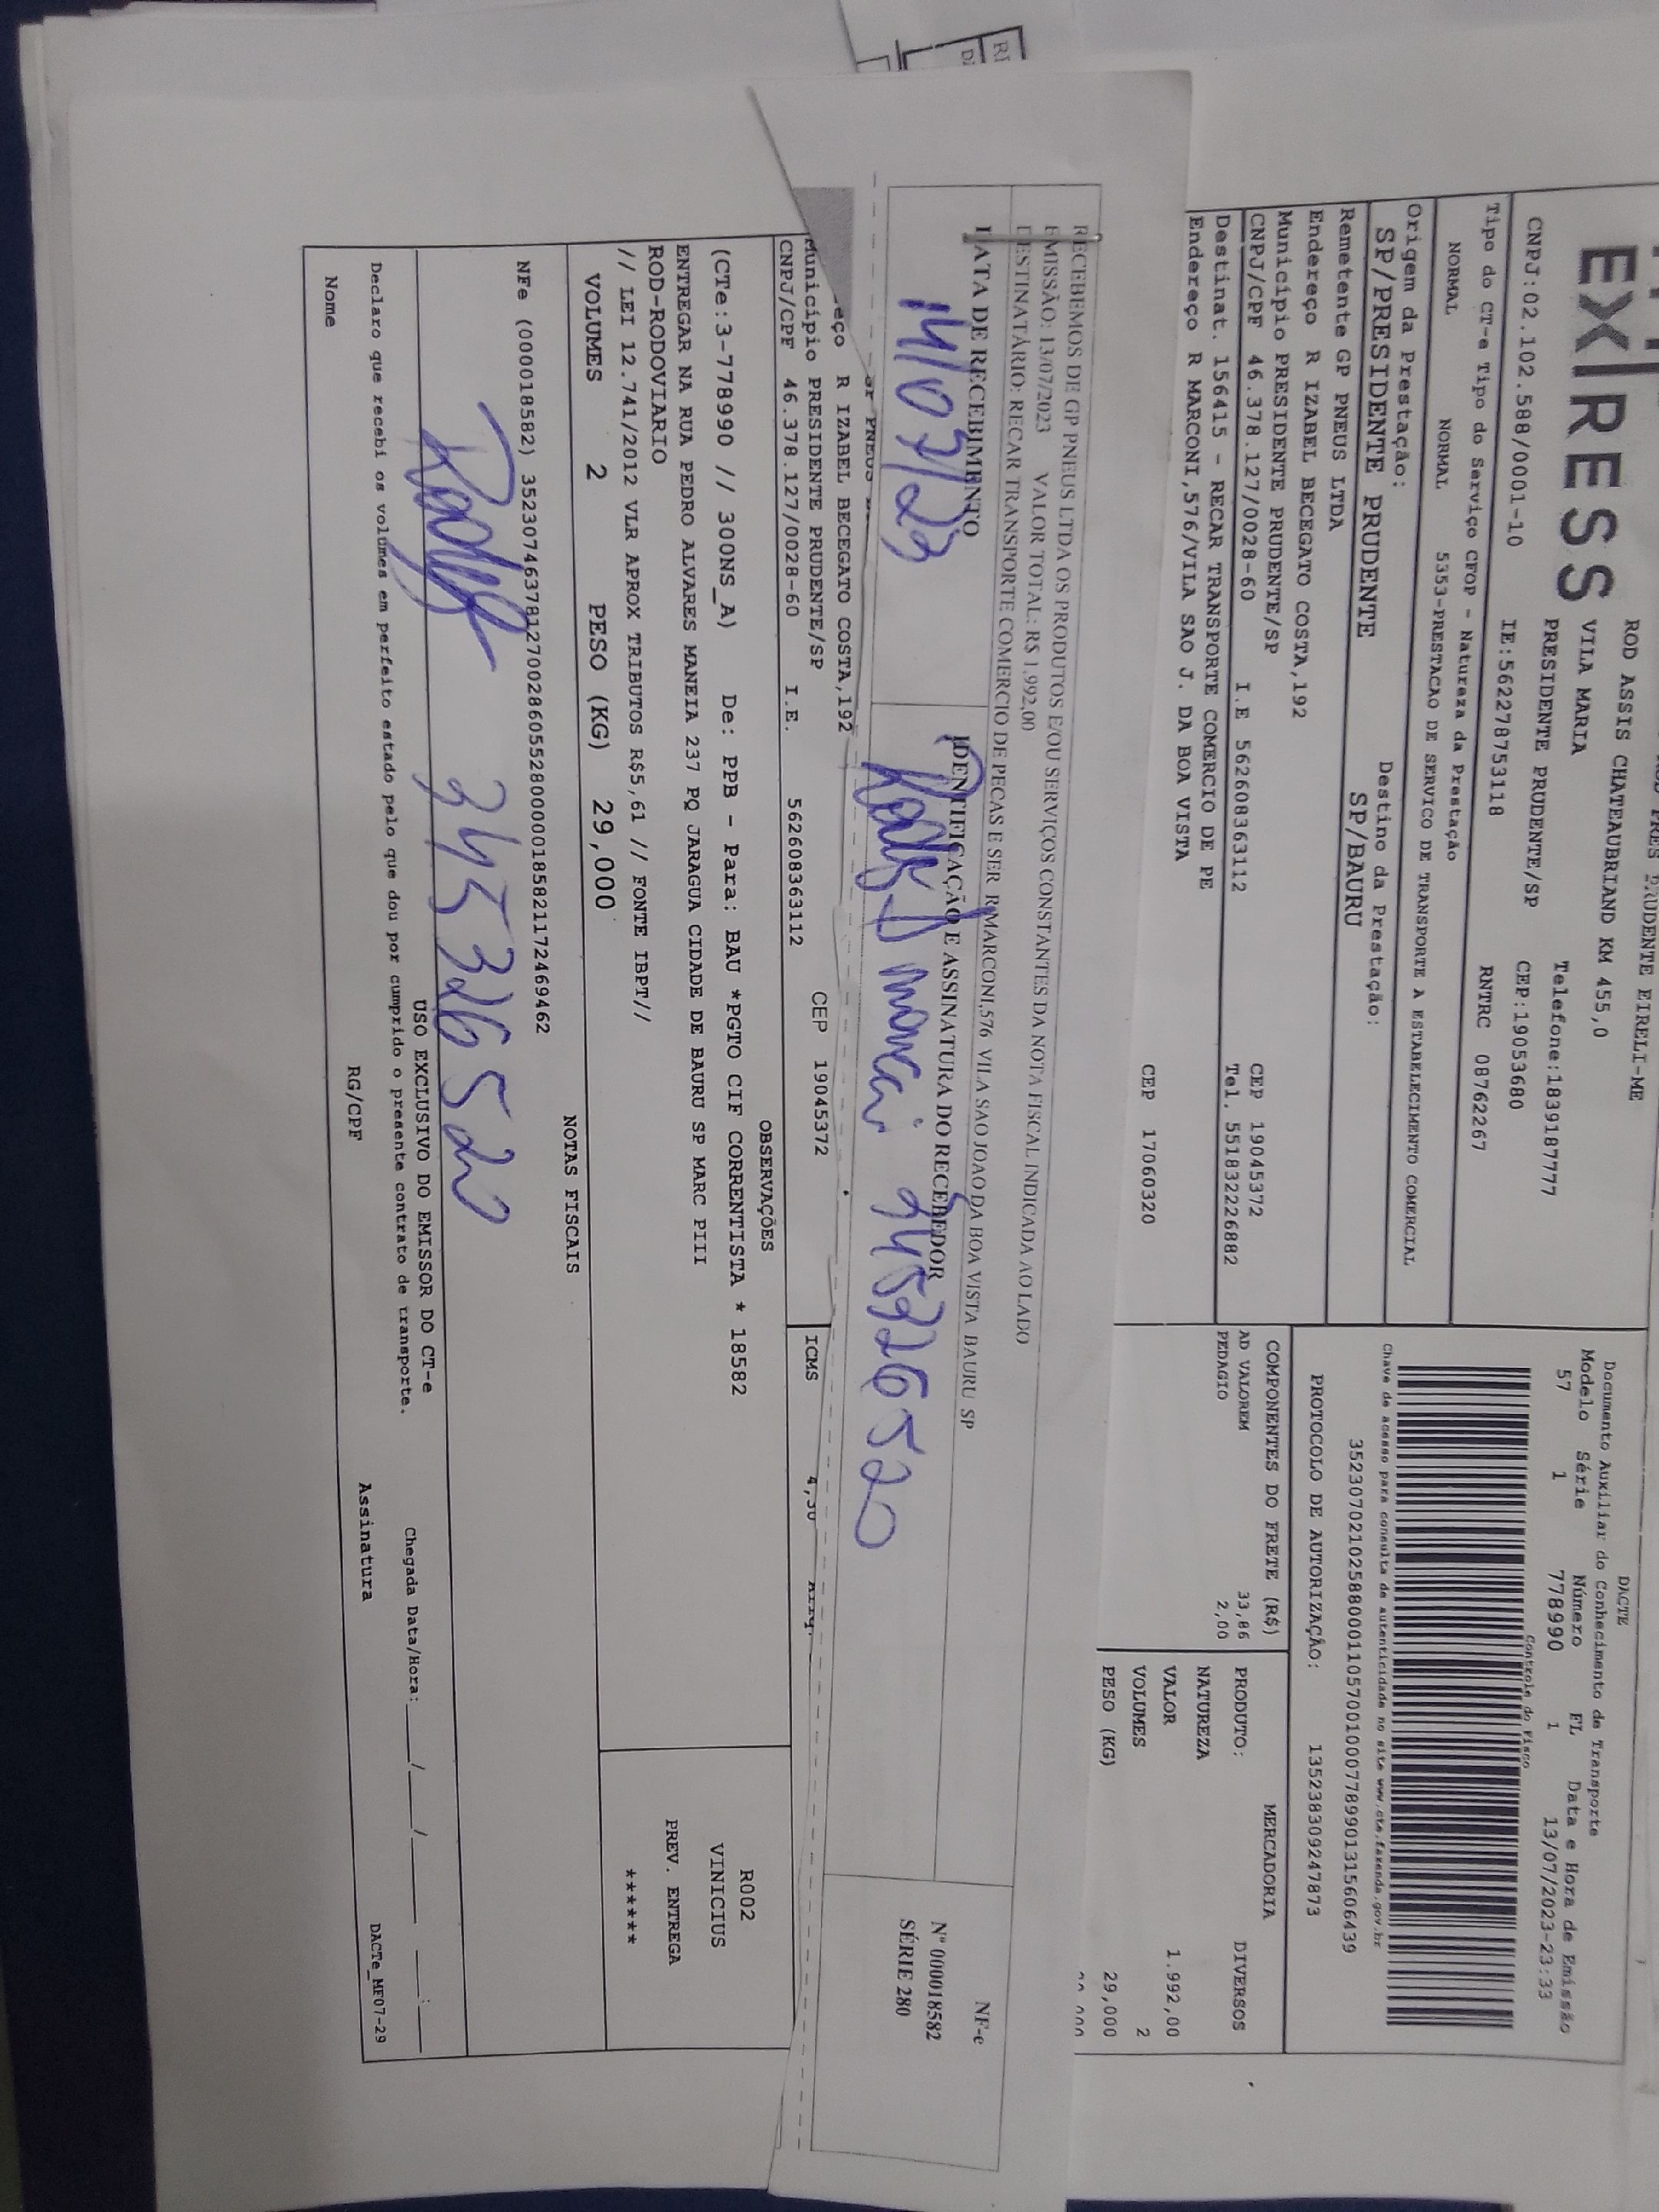 EXPRESS
ROD ASSIS CHATEAUBRIAND KM 455,0
VILA MARIA
PRESIDENTE PRUDENTE/SP
Telefone:1839187777
CNPJ:02.102.588/0001-10 IE:562278753118 CEP:19053680
RNTRC 08762267
Tipo do CT-e Tipo do Serviço CFOP - Natureza da Prestação
NORMAL NORMAL 5353-PRESTACAO DE SERVICO DE TRANSPORTE A ESTABELECIMENTO COMERCIAL
Origem da Prestação: Destino da Prestação:
SP/PRESIDENTE PRUDENTE SP/BAURU
Remetente GP PNEUS LTDA
Endereço R IZABEL BECEGATO COSTA,192
Município PRESIDENTE PRUDENTE/SP CEP 19045372
CNPJ/CPF 46.378.127/0028-60 I.E 562608363112 Tel. 551832226882
Destinat. 156415 - RECAR TRANSPORTE COMERCIO DE PE
Endereço R MARCONI,576/VILA SAO J. DA BOA VISTA
CEP 17060320
DACTE
Documento Auxiliar do Conhecimento de Transporte
Modelo Série Número FL Data e Hora de Emissão
57 1 778990 1 13/07/2023-23:33
Controle do Fisco
Chave de acesso para consulta de autenticidade no site www.cte.fazenda.gov.br
35230702102588000110570010007789901315606439
PROTOCOLO DE AUTORIZAÇÃO: 135238309247873
COMPONENTES DO FRETE (R$)
AD VALOREM 33,86
PEDAGIO 2,00
MERCADORIA
PRODUTO: DIVERSOS
NATUREZA
VALOR 1.992,00
VOLUMES 2
PESO (KG) 29,000
RECEBEMOS DE GP PNEUS LTDA OS PRODUTOS E/OU SERVIÇOS CONSTANTES DA NOTA FISCAL INDICADA AO LADO
EMISSÃO: 13/07/2023 VALOR TOTAL: R$ 1.992,00
DESTINATÁRIO: RECAR TRANSPORTE COMERCIO DE PECAS E SER R MARCONI,576 VILA SAO JOAO DA BOA VISTA BAURU SP
DATA DE RECEBIMENTO IDENTIFICAÇÃO E ASSINATURA DO RECEBEDOR
14/07/23
NF-e
Nº 000018582
SÉRIE 280
R IZABEL BECEGATO COSTA,192
Município PRESIDENTE PRUDENTE/SP CEP 19045372
CNPJ/CPF 46.378.127/0028-60 I.E. 562608363112
ICMS
OBSERVAÇÕES
(CTe:3-778990 // 300NS_A) De: PPB - Para: BAU *PGTO CIF CORRENTISTA * 18582
ENTREGAR NA RUA PEDRO ALVARES MANEIA 237 PQ JARAGUA CIDADE DE BAURU SP MARC PIII
ROD-RODOVIARIO
// LEI 12.741/2012 VLR APROX TRIBUTOS R$5,61 // FONTE IBPT//
R002
VINICIUS
PREV. ENTREGA
*******
VOLUMES 2 PESO (KG) 29,000
NOTAS FISCAIS
NFe (000018582) 35230746378127002860552800000185821172469462
343326520
USO EXCLUSIVO DO EMISSOR DO CT-e
Chegada Data/Hora:____/____/____ ___:___
Declaro que recebi os volumes em perfeito estado pelo que dou por cumprido o presente contrato de transporte.
Nome RG/CPF Assinatura DACTe_MF07-29